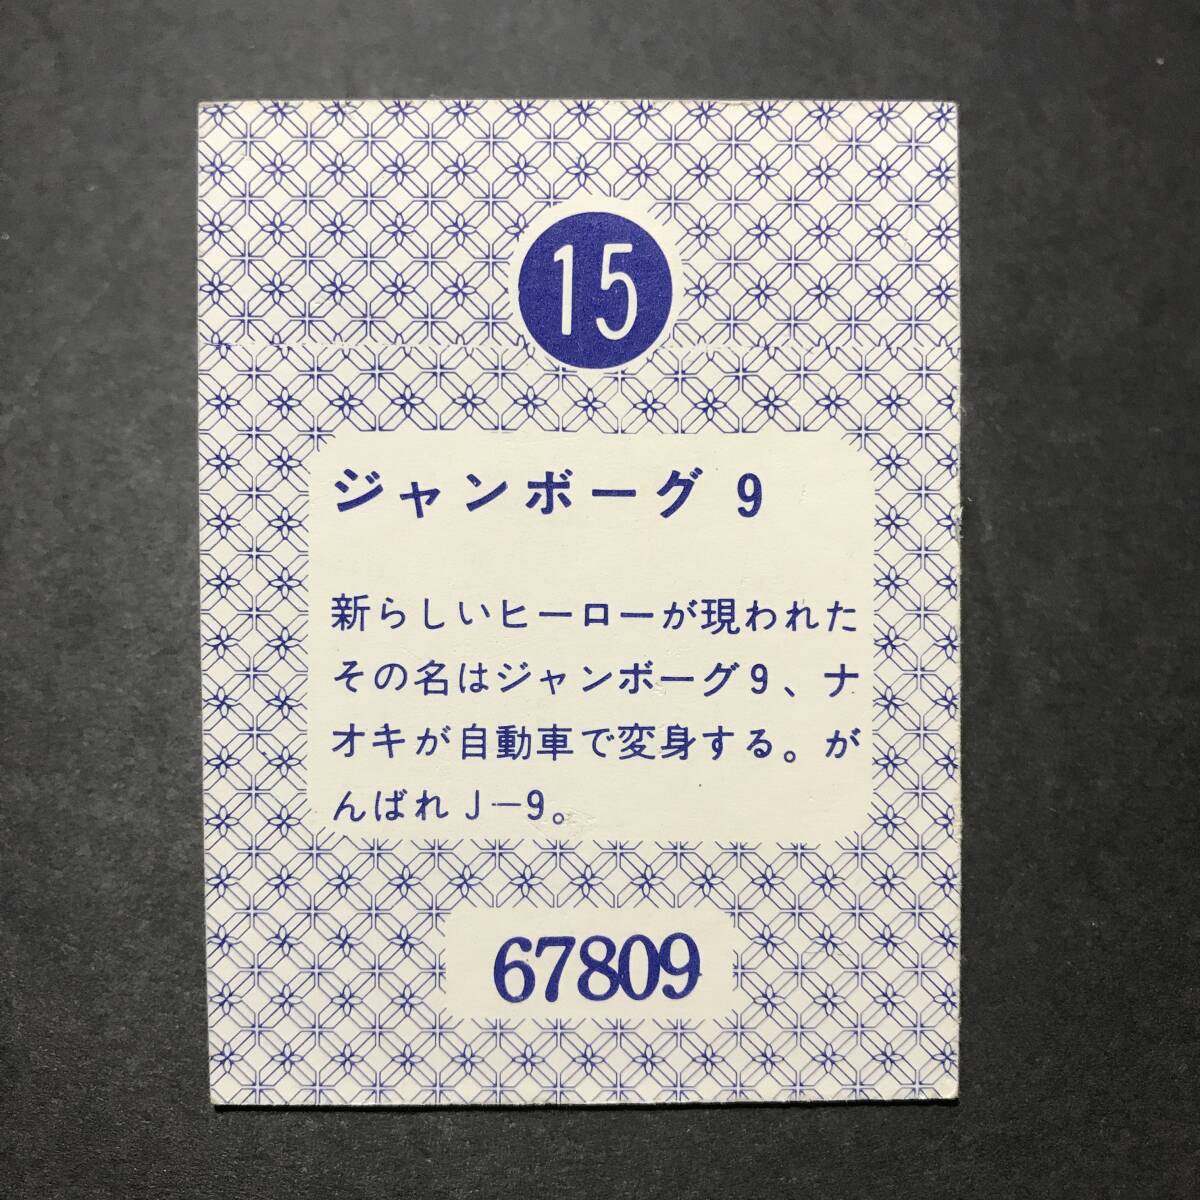 15
ジャンボーグ 9
新らしいヒーローが現われた
その名はジャンボーグ9、ナ
オキが自動車で変身する。が
んばれJ-9。
67809